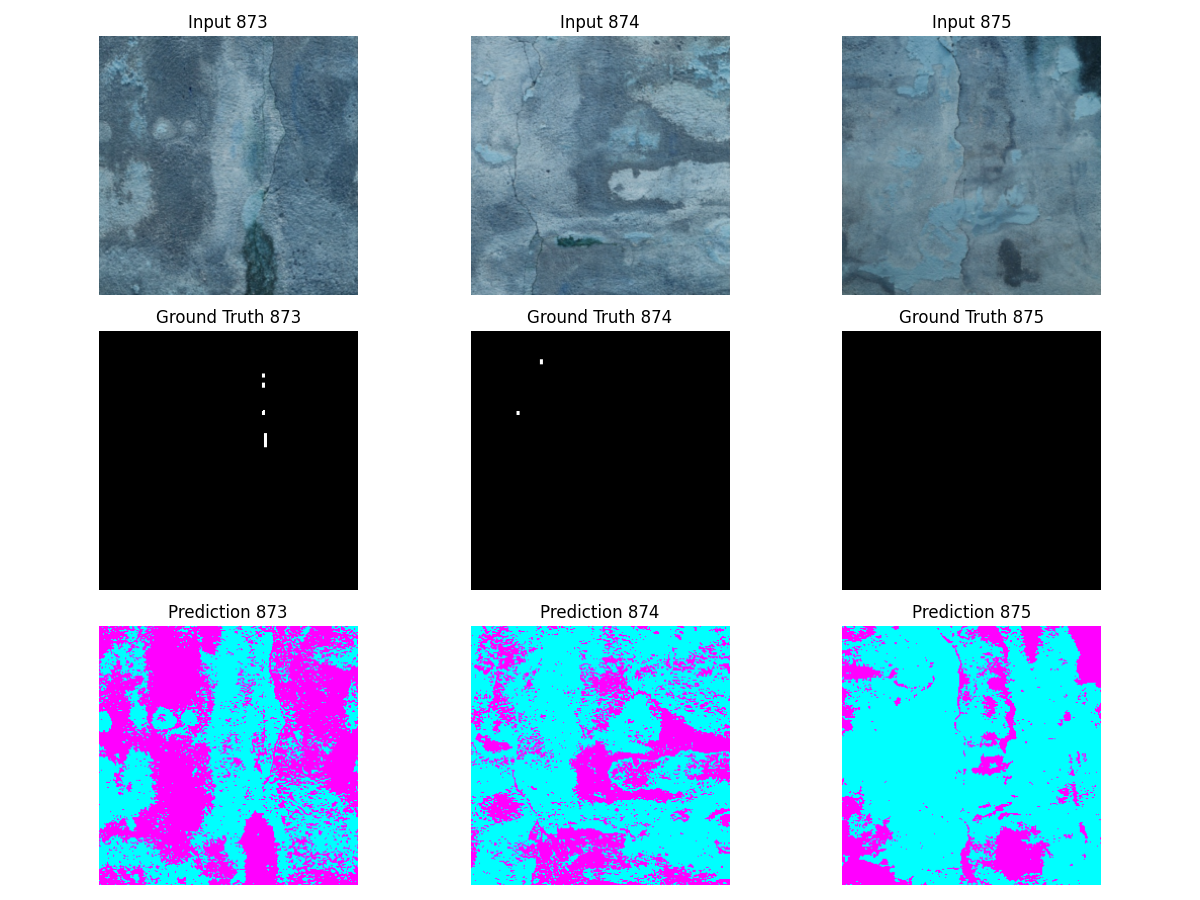 Input 873
Input 874
Input 875
Ground Truth 873
Ground Truth 874
Ground Truth 875
Prediction 873
Prediction 874
Prediction 875